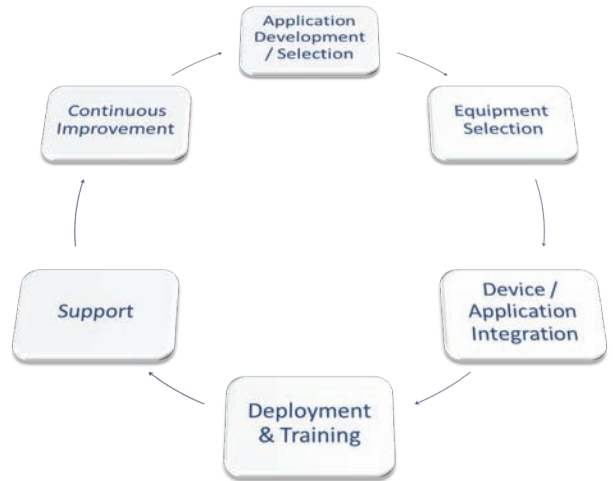 Application
Development
/ Selection
Equipment
Selection
Device /
Application
Integration
Deployment
& Training
Support
Continuous
Improvement